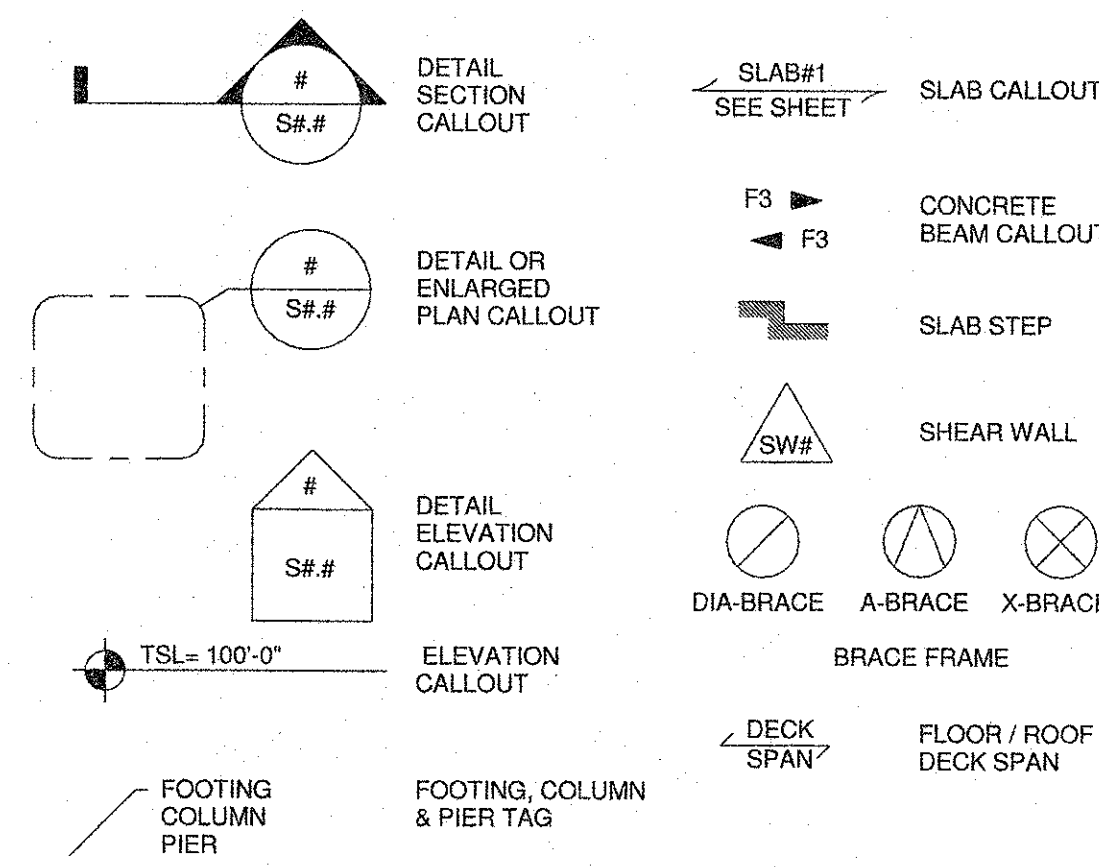 #
S#.#
DETAIL
SECTION
CALLOUT
#
S#.#
DETAIL OR
ENLARGED
PLAN CALLOUT
#
S#.#
DETAIL
ELEVATION
CALLOUT
TSL= 100'-0"
ELEVATION
CALLOUT
FOOTING
COLUMN
PIER
FOOTING, COLUMN
& PIER TAG
SLAB#1
SEE SHEET
SLAB CALLOUT
F3
F3
CONCRETE
BEAM CALLOUT
SLAB STEP
SW#
SHEAR WALL
DIA-BRACE A-BRACE X-BRACE
BRACE FRAME
DECK
SPAN
FLOOR / ROOF
DECK SPAN